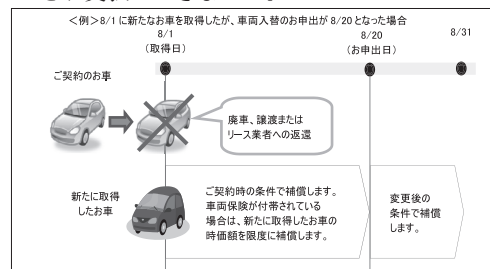 ＜例＞8/1 に新たなお車を取得したが、車両入替のお申出が 8/20 となった場合
8/1
（取得日）
8/20
（お申出日）
8/31
ご契約のお車
廃車、譲渡または
リース業者への返還
新たに取得
したお車
ご契約時の条件で補償します。
車両保険が付帯されている
場合は、新たに取得したお車の
時価額を限度に補償します。
変更後の
条件で補償
します。